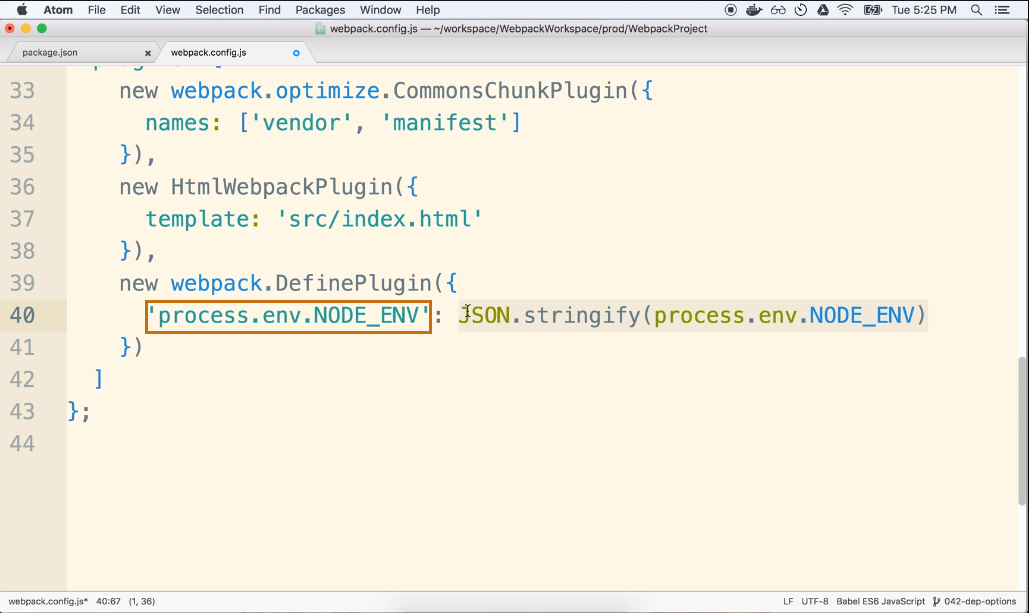 Atom File Edit View Selection Find Packages Window Help Tue 5:25 PM
webpack.config.js — ~/workspace/WebpackWorkspace/prod/WebpackProject
package.json webpack.config.js
33 new webpack.optimize.CommonsChunkPlugin({
34 names: ['vendor', 'manifest']
35 }),
36 new HtmlWebpackPlugin({
37 template: 'src/index.html'
38 }),
39 new webpack.DefinePlugin({
40 'process.env.NODE_ENV': JSON.stringify(process.env.NODE_ENV)
41 })
42 ]
43 };
44
webpack.config.js* 40:67 (1, 36) LF UTF-8 Babel ES6 JavaScript 042-dep-options